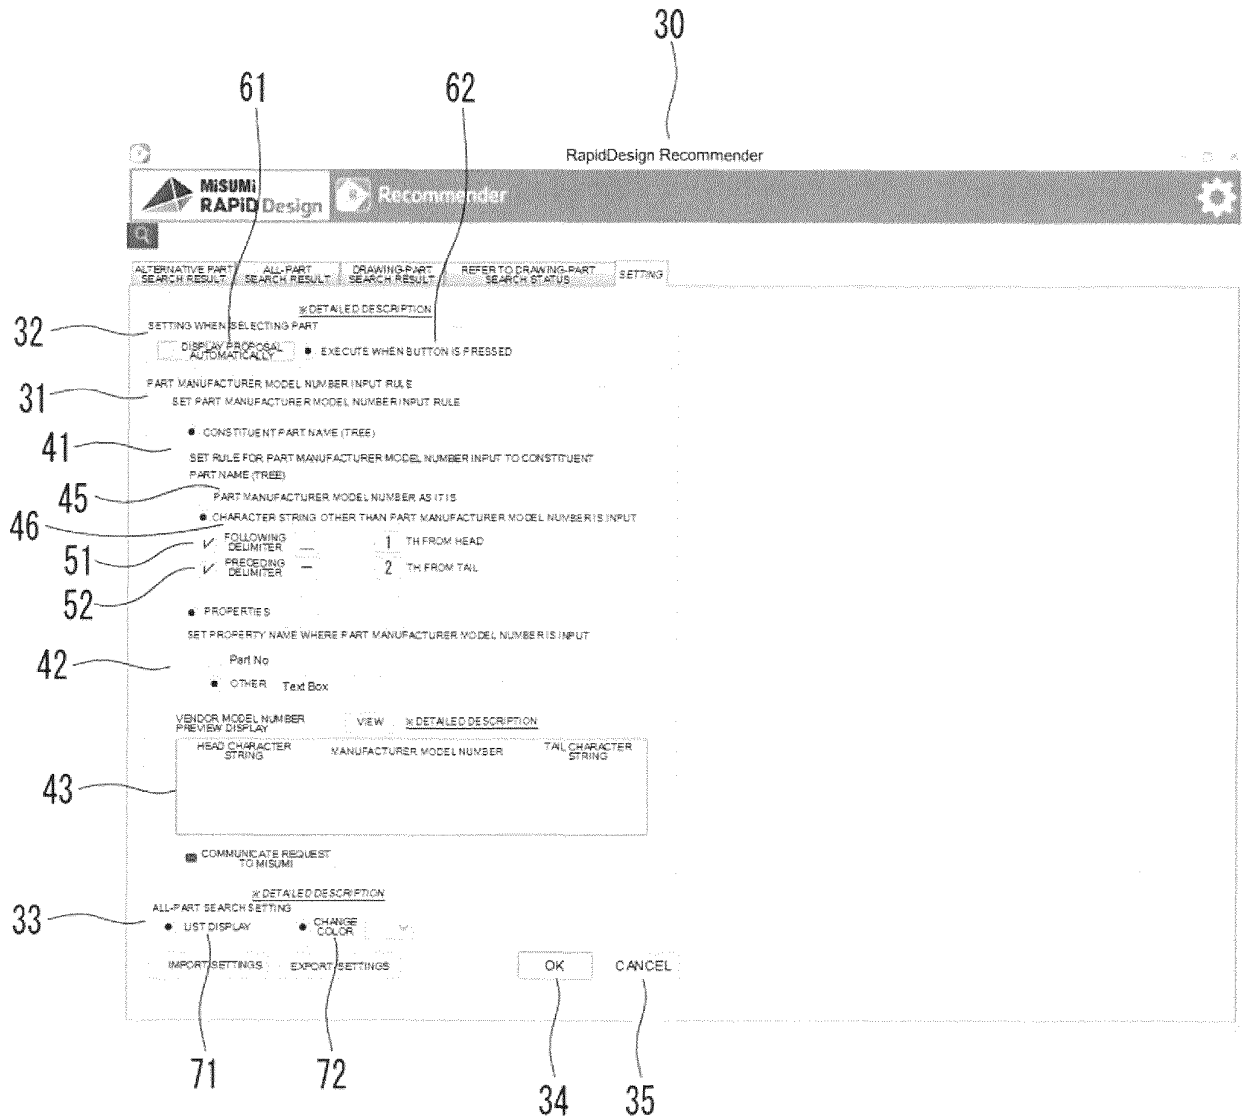 30
61
62
RapidDesign Recommender
MiSUMi
RAPiD Design
Recommender
ALTERNATIVE PART
SEARCH RESULT
ALL-PART
SEARCH RESULT
DRAWING-PART
SEARCH RESULT
REFER TO DRAWING-PART
SEARCH STATUS
SETTING
※DETAILED DESCRIPTION
32
SETTING WHEN SELECTING PART
DISPLAY PROPOSAL
AUTOMATICALLY
EXECUTE WHEN BUTTON IS PRESSED
31
PART MANUFACTURER MODEL NUMBER INPUT RULE
SET PART MANUFACTURER MODEL NUMBER INPUT RULE
CONSTITUENT PART NAME (TREE)
41
SET RULE FOR PART MANUFACTURER MODEL NUMBER INPUT TO CONSTITUENT
PART NAME (TREE)
45
PART MANUFACTURER MODEL NUMBER AS IT IS
46
CHARACTER STRING OTHER THAN PART MANUFACTURER MODEL NUMBER IS INPUT
51
FOLLOWING
DELIMITER
_
1 TH FROM HEAD
52
PRECEDING
DELIMITER
–
2 TH FROM TAIL
PROPERTIES
SET PROPERTY NAME WHERE PART MANUFACTURER MODEL NUMBER IS INPUT
42
Part No
OTHER Text Box
VENDOR MODEL NUMBER
PREVIEW DISPLAY
VIEW
※DETAILED DESCRIPTION
HEAD CHARACTER
STRING
MANUFACTURER MODEL NUMBER
TAIL CHARACTER
STRING
43
COMMUNICATE REQUEST
TO MISUMI
※DETAILED DESCRIPTION
33
ALL-PART SEARCH SETTING
LIST DISPLAY
CHANGE
COLOR
IMPORT SETTINGS
EXPORT SETTINGS
OK
CANCEL
71
72
34
35